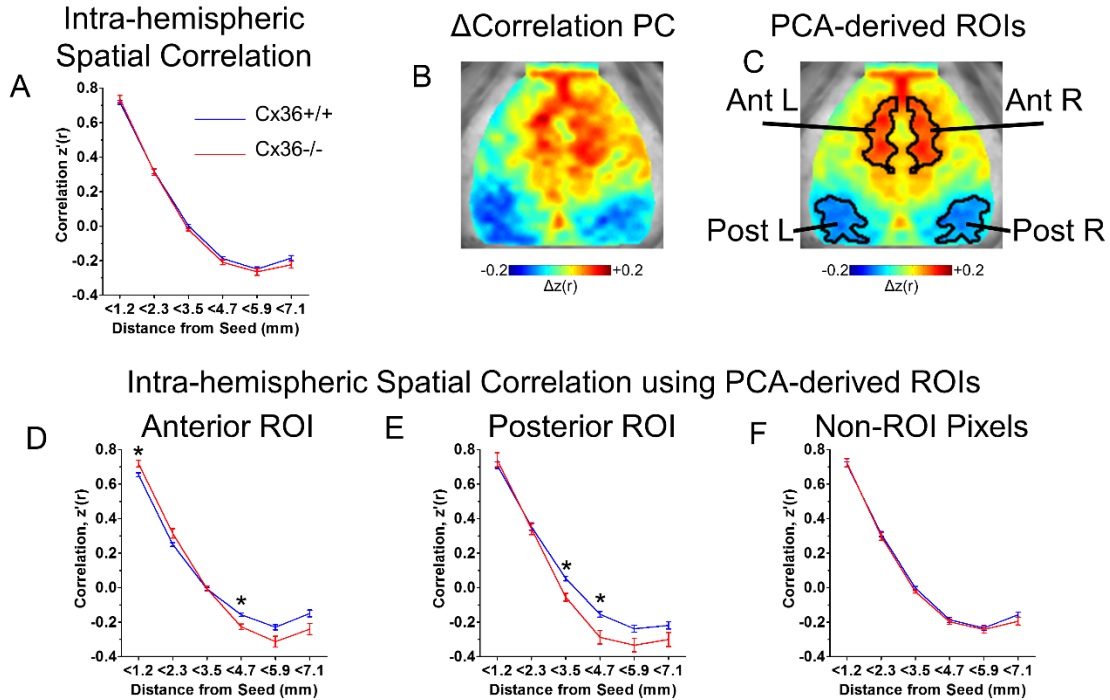 Intra-hemispheric
Spatial Correlation
ΔCorrelation PC
PCA-derived ROIs
A
B
C
Correlation z'(r)
0.8
0.6
0.4
0.2
0.0
-0.2
-0.4
Cx36+/+
Cx36-/-
<1.2 <2.3 <3.5 <4.7 <5.9 <7.1
Distance from Seed (mm)
-0.2 +0.2
Δz(r)
Ant L
Ant R
Post L
Post R
-0.2 +0.2
Δz(r)
Intra-hemispheric Spatial Correlation using PCA-derived ROIs
D
Anterior ROI
Correlation, z'(r)
0.8
0.6
0.4
0.2
0.0
-0.2
-0.4
*
*
<1.2 <2.3 <3.5 <4.7 <5.9 <7.1
Distance from Seed (mm)
E
Posterior ROI
Correlation, z'(r)
0.8
0.6
0.4
0.2
0.0
-0.2
-0.4
*
*
<1.2 <2.3 <3.5 <4.7 <5.9 <7.1
Distance from Seed (mm)
F
Non-ROI Pixels
Correlation, z'(r)
0.8
0.6
0.4
0.2
0.0
-0.2
-0.4
<1.2 <2.3 <3.5 <4.7 <5.9 <7.1
Distance from Seed (mm)